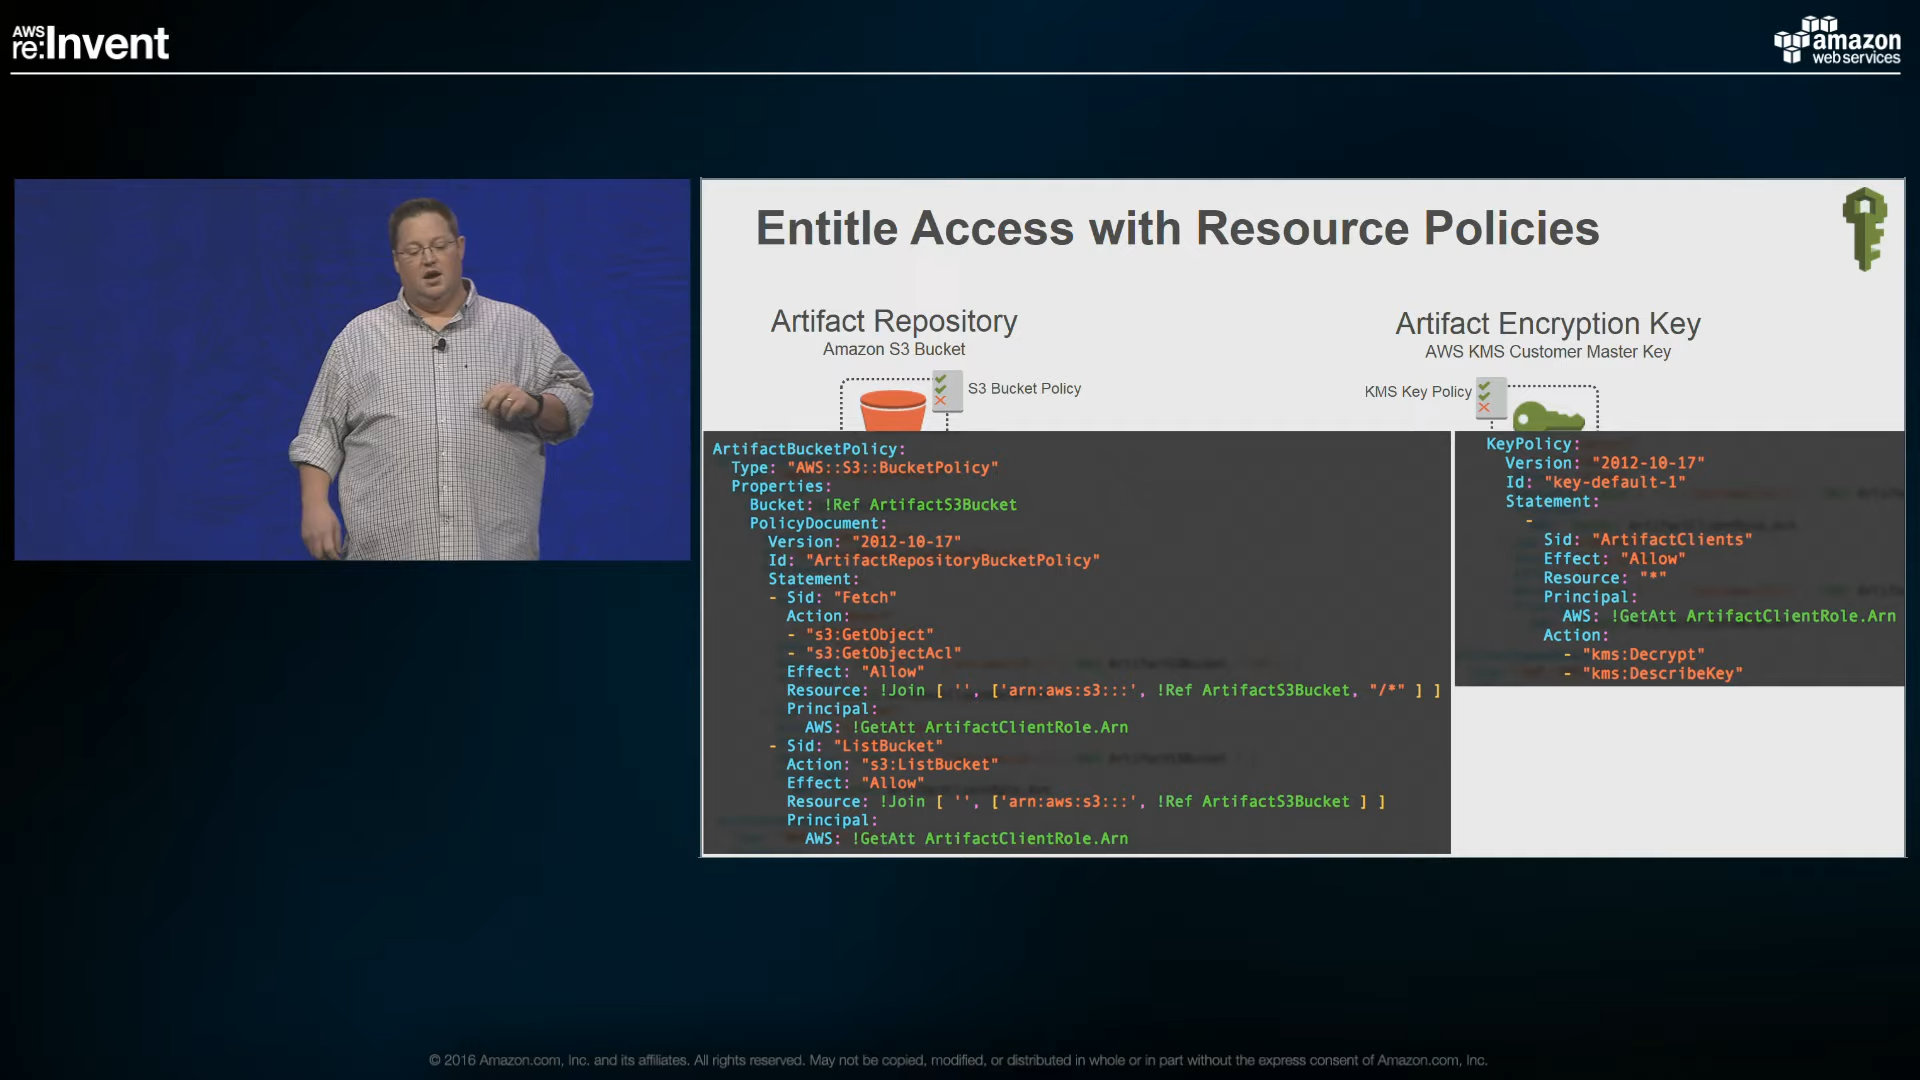 AWS
re:Invent
amazon
web services
Entitle Access with Resource Policies
Artifact Repository
Amazon S3 Bucket
S3 Bucket Policy
Artifact Encryption Key
AWS KMS Customer Master Key
KMS Key Policy
ArtifactBucketPolicy:
Type: "AWS::S3::BucketPolicy"
Properties:
Bucket: !Ref ArtifactS3Bucket
PolicyDocument:
Version: "2012-10-17"
Id: "ArtifactRepositoryBucketPolicy"
Statement:
- Sid: "Fetch"
Action:
- "s3:GetObject"
- "s3:GetObjectAcl"
Effect: "Allow"
Resource: !Join [ '', ['arn:aws:s3:::', !Ref ArtifactS3Bucket, "/*" ] ]
Principal:
AWS: !GetAtt ArtifactClientRole.Arn
- Sid: "ListBucket"
Action: "s3:ListBucket"
Effect: "Allow"
Resource: !Join [ '', ['arn:aws:s3:::', !Ref ArtifactS3Bucket ] ]
Principal:
AWS: !GetAtt ArtifactClientRole.Arn
KeyPolicy:
Version: "2012-10-17"
Id: "key-default-1"
Statement:
-
Sid: "ArtifactClients"
Effect: "Allow"
Resource: "*"
Principal:
AWS: !GetAtt ArtifactClientRole.Arn
Action:
- "kms:Decrypt"
- "kms:DescribeKey"
© 2016 Amazon.com, Inc. and its affiliates. All rights reserved. May not be copied, modified, or distributed in whole or in part without the express consent of Amazon.com, Inc.